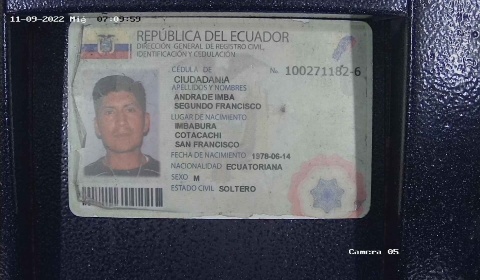 11-09-2022 Mié 07:09:59
REPÚBLICA DEL ECUADOR
DIRECCIÓN GENERAL DE REGISTRO CIVIL,
IDENTIFICACIÓN Y CEDULACIÓN
CÉDULA DE No. 100271182-6
CIUDADANÍA
APELLIDOS Y NOMBRES
ANDRADE IMBA
SEGUNDO FRANCISCO
LUGAR DE NACIMIENTO
IMBABURA
COTACACHI
SAN FRANCISCO
FECHA DE NACIMIENTO 1978-06-14
NACIONALIDAD ECUATORIANA
SEXO M
ESTADO CIVIL SOLTERO
Camera 05